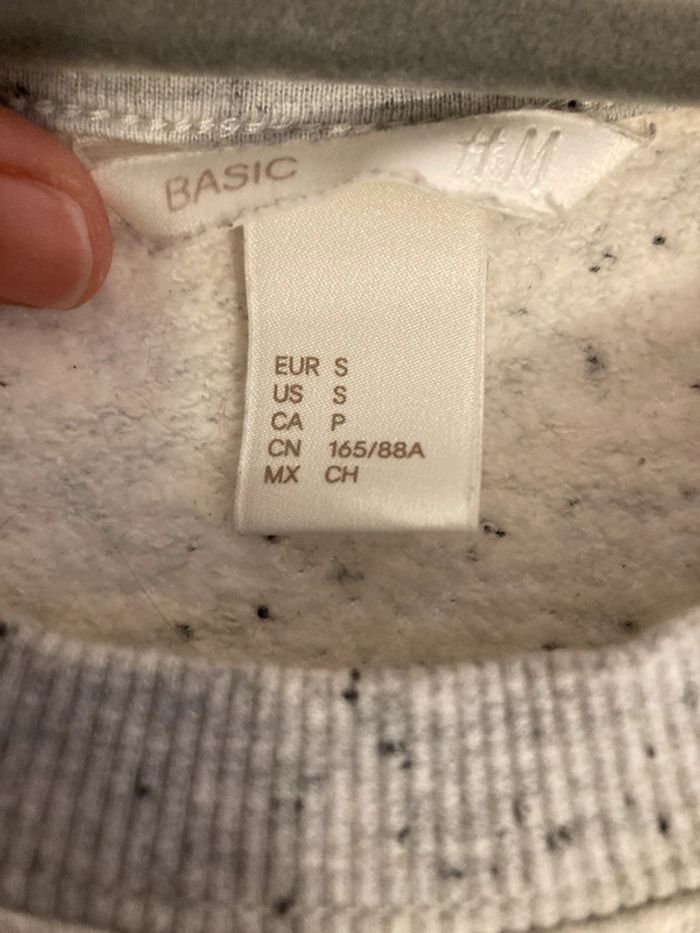 BASIC H&M
EUR S
US S
CA P
CN 165/88A
MX CH